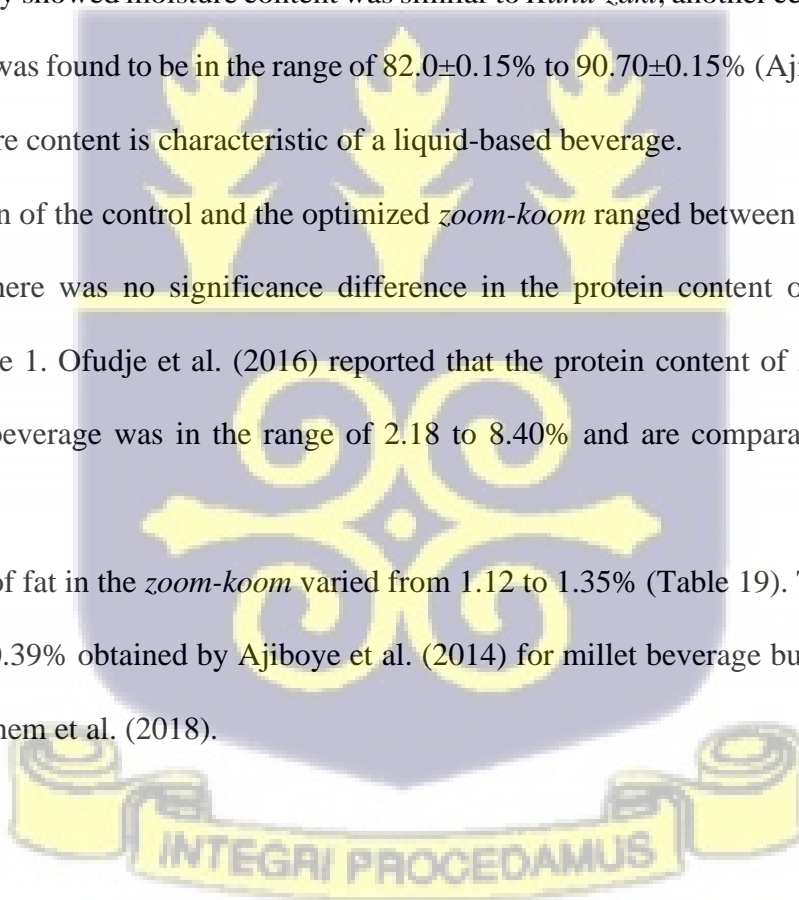 y showed moisture content was similar to Kunu-zaki, another ce
was found to be in the range of 82.0±0.15% to 90.70±0.15% (Aji
re content is characteristic of a liquid-based beverage.
n of the control and the optimized zoom-koom ranged between
here was no significance difference in the protein content o
e 1. Ofudje et al. (2016) reported that the protein content of
beverage was in the range of 2.18 to 8.40% and are compara
of fat in the zoom-koom varied from 1.12 to 1.35% (Table 19).
0.39% obtained by Ajiboye et al. (2014) for millet beverage bu
hem et al. (2018).
INTEGRI PROCEDAMUS